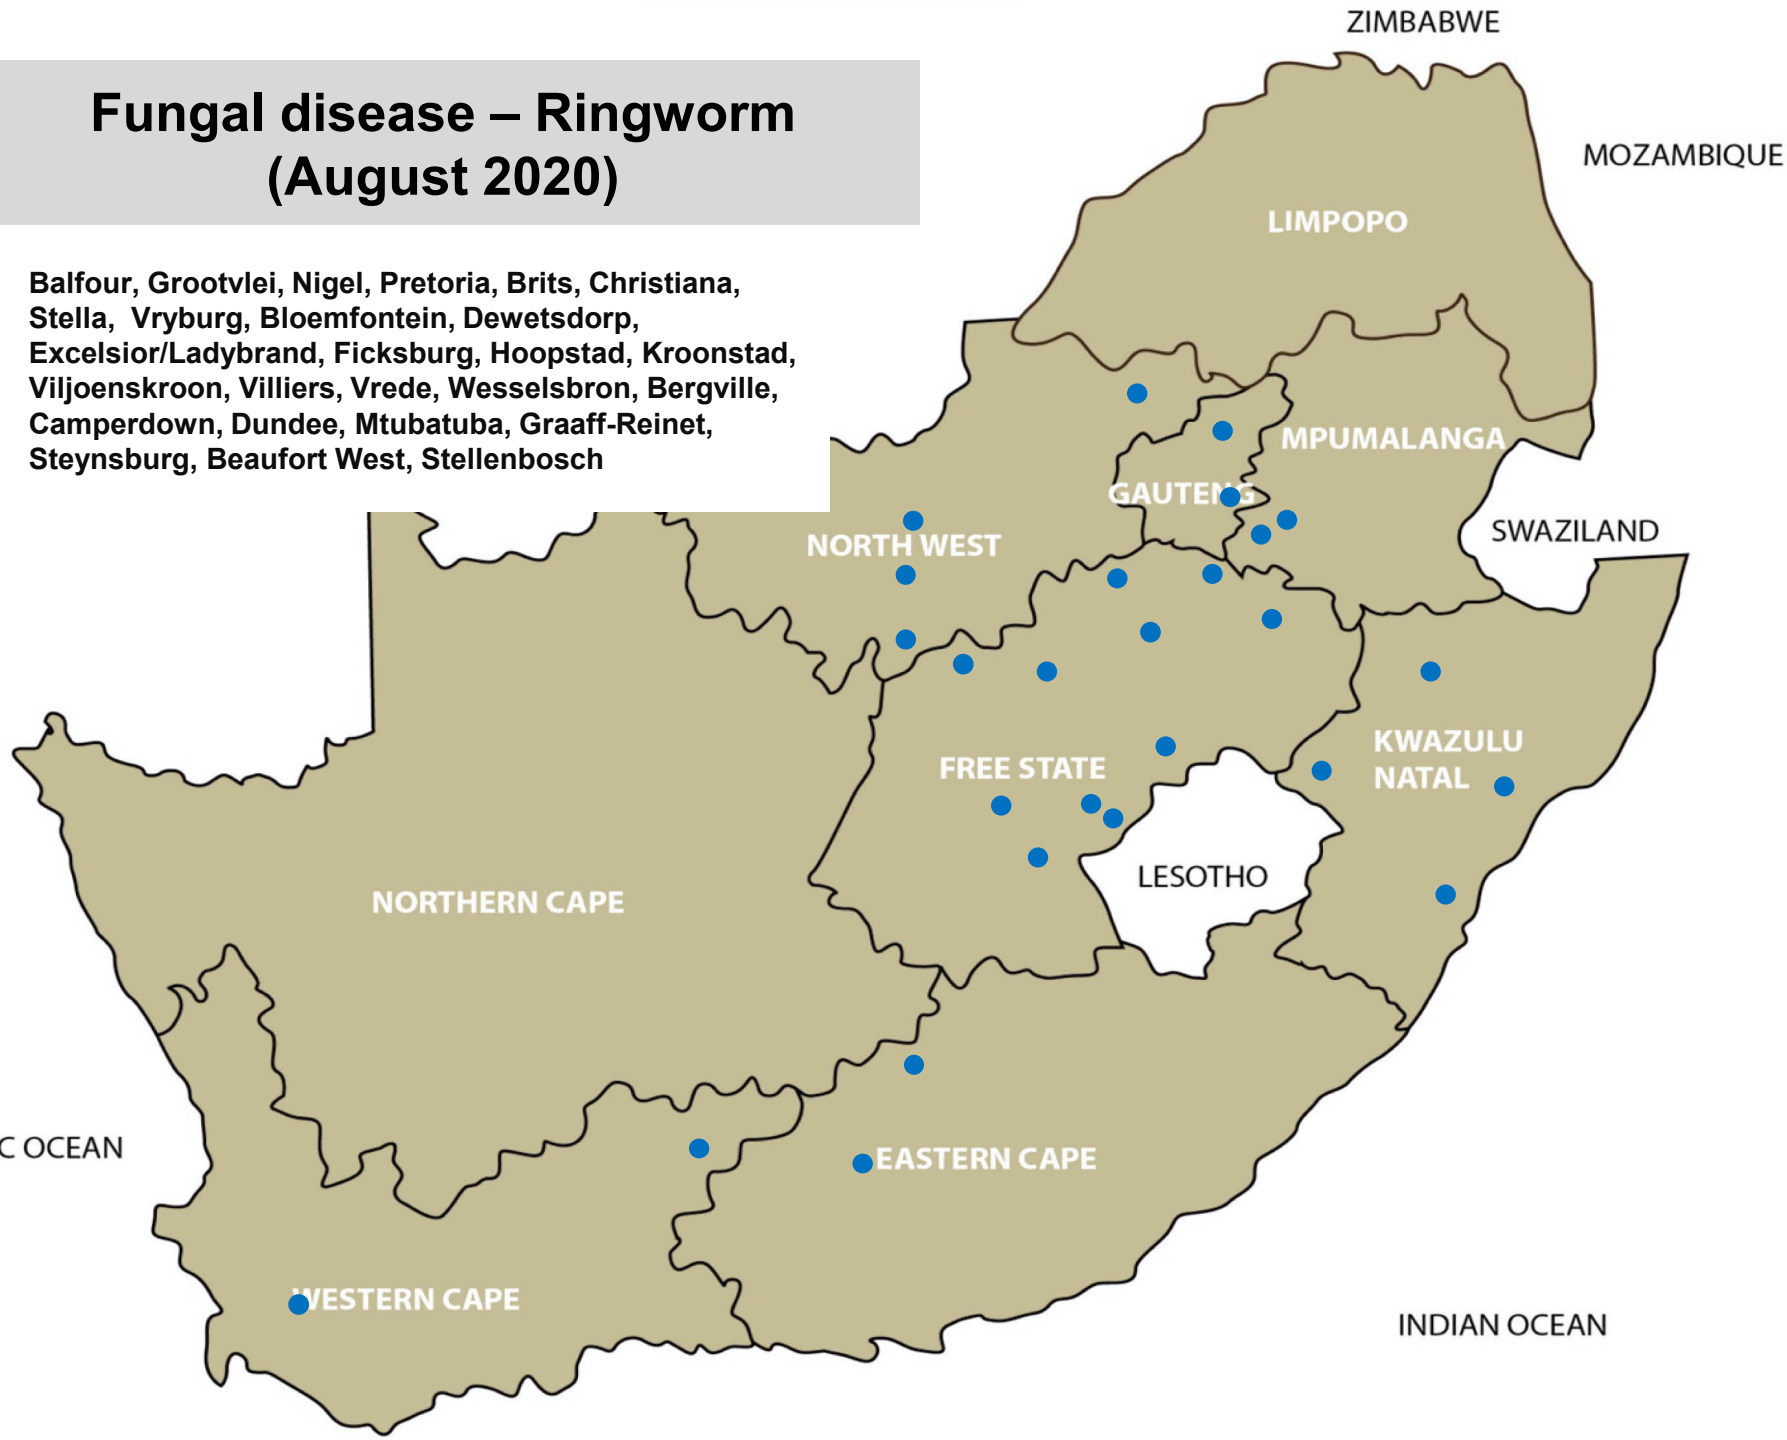 ZIMBABWE
Fungal disease – Ringworm
(August 2020)
MOZAMBIQUE
LIMPOPO
Balfour, Grootvlei, Nigel, Pretoria, Brits, Christiana,
Stella, Vryburg, Bloemfontein, Dewetsdorp,
Excelsior/Ladybrand, Ficksburg, Hoopstad, Kroonstad,
Viljoenskroon, Villiers, Vrede, Wesselsbron, Bergville,
Camperdown, Dundee, Mtubatuba, Graaff-Reinet,
Steynsburg, Beaufort West, Stellenbosch
MPUMALANGA
GAUTENG
SWAZILAND
NORTH WEST
KWAZULU
NATAL
FREE STATE
LESOTHO
NORTHERN CAPE
C OCEAN
EASTERN CAPE
WESTERN CAPE
INDIAN OCEAN